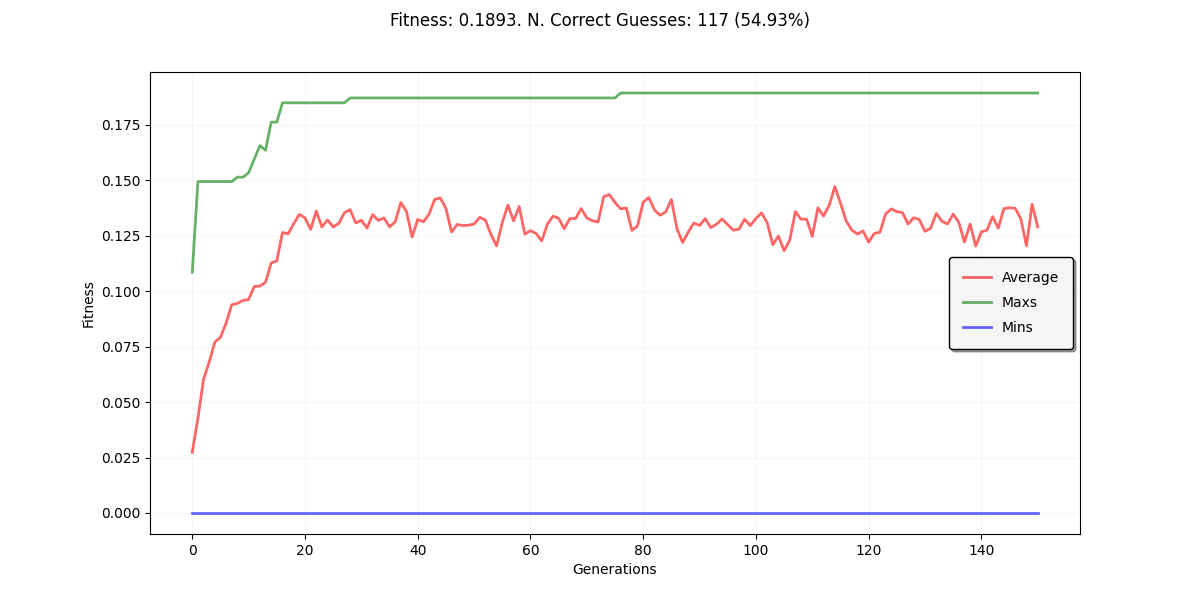 Fitness: 0.1893. N. Correct Guesses: 117 (54.93%)
0.175
0.150
0.125
0.100
0.075
0.050
0.025
0.000
Fitness
Average
Maxs
Mins
0 20 40 60 80 100 120 140
Generations